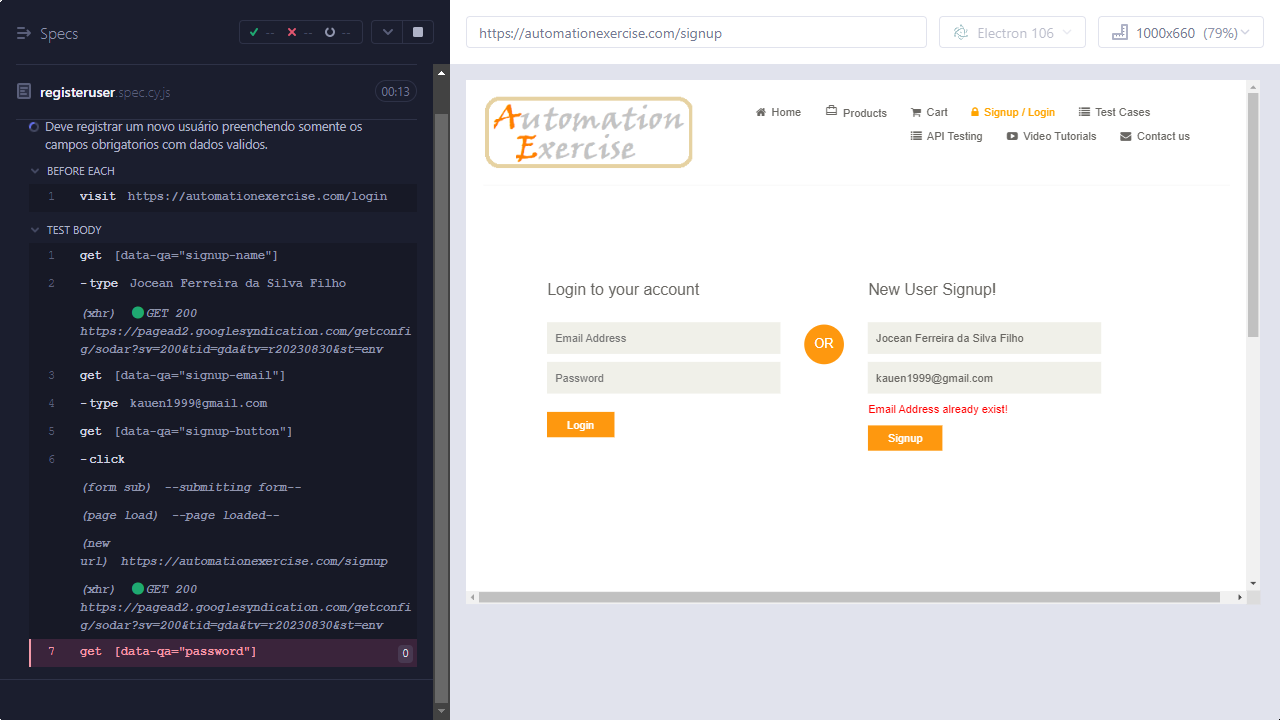 Specs
--
--
--
registeruser.spec.cy.js
00:13
Deve registrar um novo usuário preenchendo somente os
campos obrigatorios com dados validos.
BEFORE EACH
1 visit https://automationexercise.com/login
TEST BODY
1 get [data-qa="signup-name"]
2 -type Jocean Ferreira da Silva Filho
(xhr) GET 200
https://pagead2.googlesyndication.com/getconfi
g/sodar?sv=200&tid=gda&tv=r20230830&st=env
3 get [data-qa="signup-email"]
4 -type kauen1999@gmail.com
5 get [data-qa="signup-button"]
6 -click
(form sub) --submitting form--
(page load) --page loaded--
(new
url) https://automationexercise.com/signup
(xhr) GET 200
https://pagead2.googlesyndication.com/getconfi
g/sodar?sv=200&tid=gda&tv=r20230830&st=env
7 get [data-qa="password"] 0
https://automationexercise.com/signup
Electron 106
1000x660 (79%)
Automation
Exercise
Home
Products
Cart
Signup / Login
Test Cases
API Testing
Video Tutorials
Contact us
Login to your account
Email Address
Password
Login
OR
New User Signup!
Jocean Ferreira da Silva Filho
kauen1999@gmail.com
Email Address already exist!
Signup